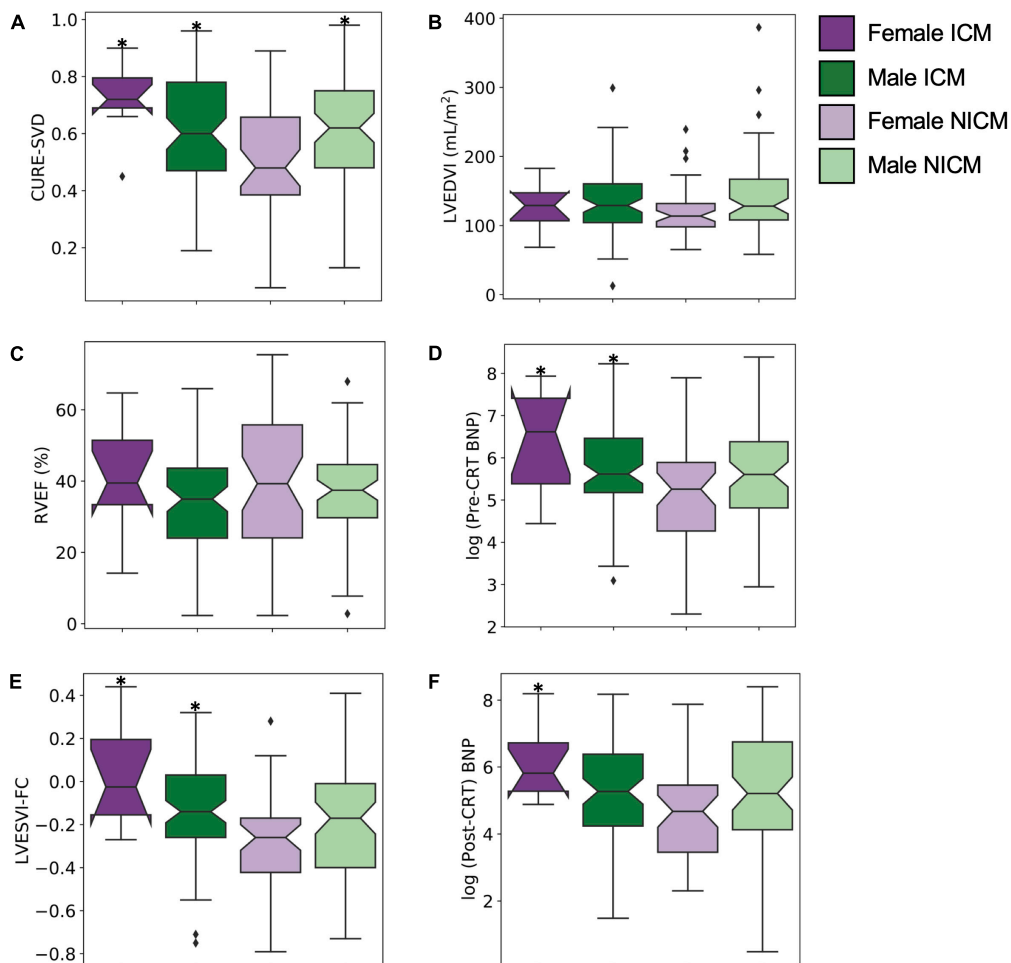 A
CURE-SVD
1.0
0.8
0.6
0.4
0.2
*
*
*
B
LVEDVI (mL/m²)
400
300
200
100
0
Female ICM
Male ICM
Female NICM
Male NICM
C
RVEF (%)
60
40
20
0
D
log (Pre-CRT BNP)
8
7
6
5
4
3
2
*
*
E
LVESVI-FC
0.4
0.2
0.0
−0.2
−0.4
−0.6
−0.8
*
*
F
log (Post-CRT) BNP
8
6
4
2
*